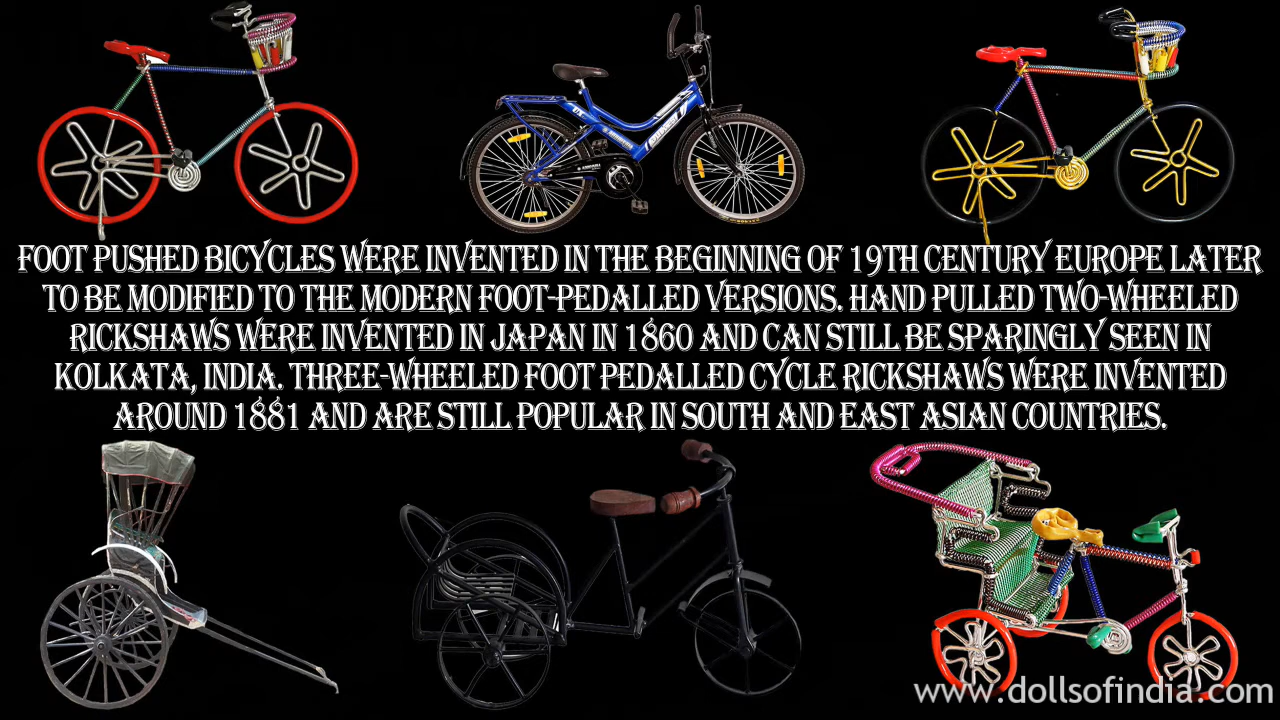 FOOT PUSHED BICYCLES WERE INVENTED IN THE BEGINNING OF 19TH CENTURY EUROPE LATER
TO BE MODIFIED TO THE MODERN FOOT-PEDALLED VERSIONS. HAND PULLED TWO-WHEELED
RICKSHAWS WERE INVENTED IN JAPAN IN 1860 AND CAN STILL BE SPARINGLY SEEN IN
KOLKATA, INDIA. THREE-WHEELED FOOT PEDALLED CYCLE RICKSHAWS WERE INVENTED
AROUND 1881 AND ARE STILL POPULAR IN SOUTH AND EAST ASIAN COUNTRIES.
www.dollsofindia.com